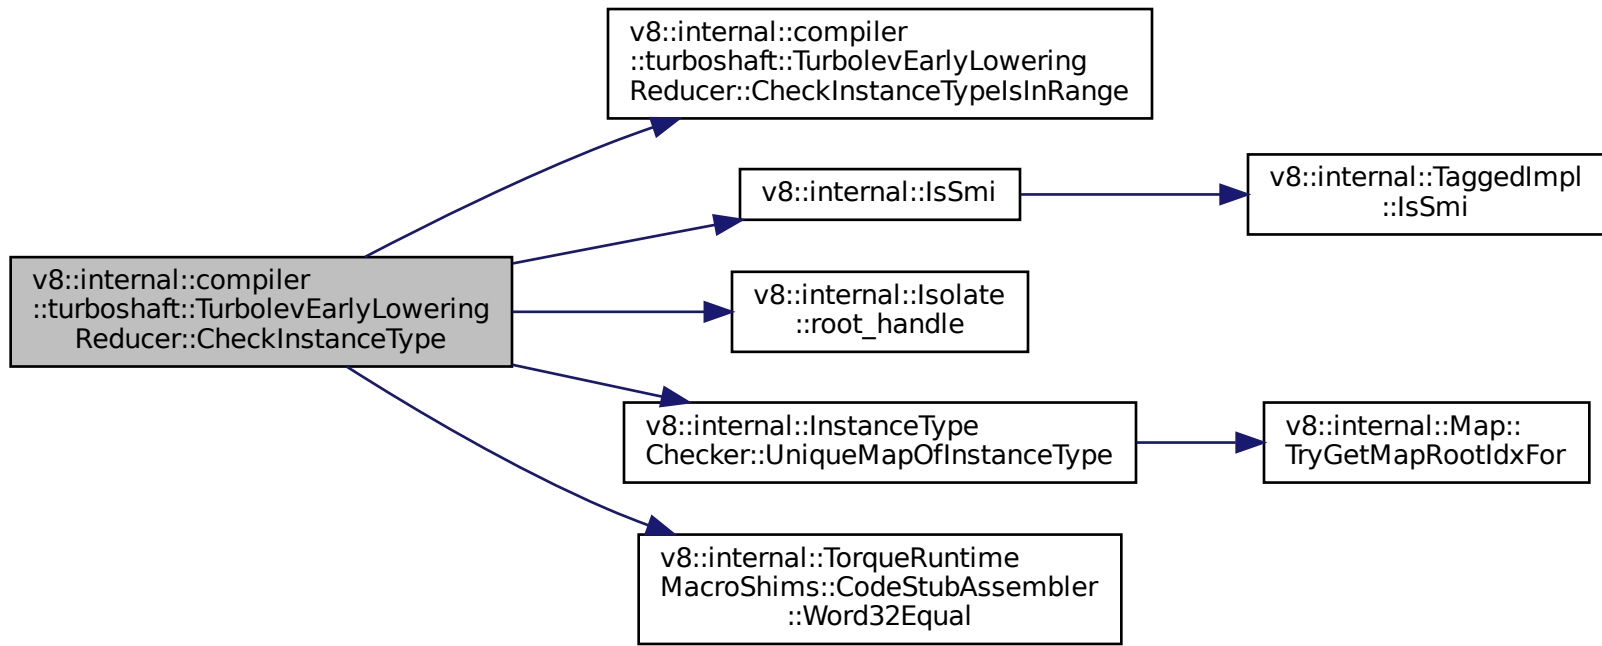 v8::internal::compiler
::turboshaft::TurbolevEarlyLowering
Reducer::CheckInstanceType
v8::internal::compiler
::turboshaft::TurbolevEarlyLowering
Reducer::CheckInstanceTypeIsInRange
v8::internal::IsSmi
v8::internal::TaggedImpl
::IsSmi
v8::internal::Isolate
::root_handle
v8::internal::InstanceType
Checker::UniqueMapOfInstanceType
v8::internal::Map::
TryGetMapRootIdxFor
v8::internal::TorqueRuntime
MacroShims::CodeStubAssembler
::Word32Equal